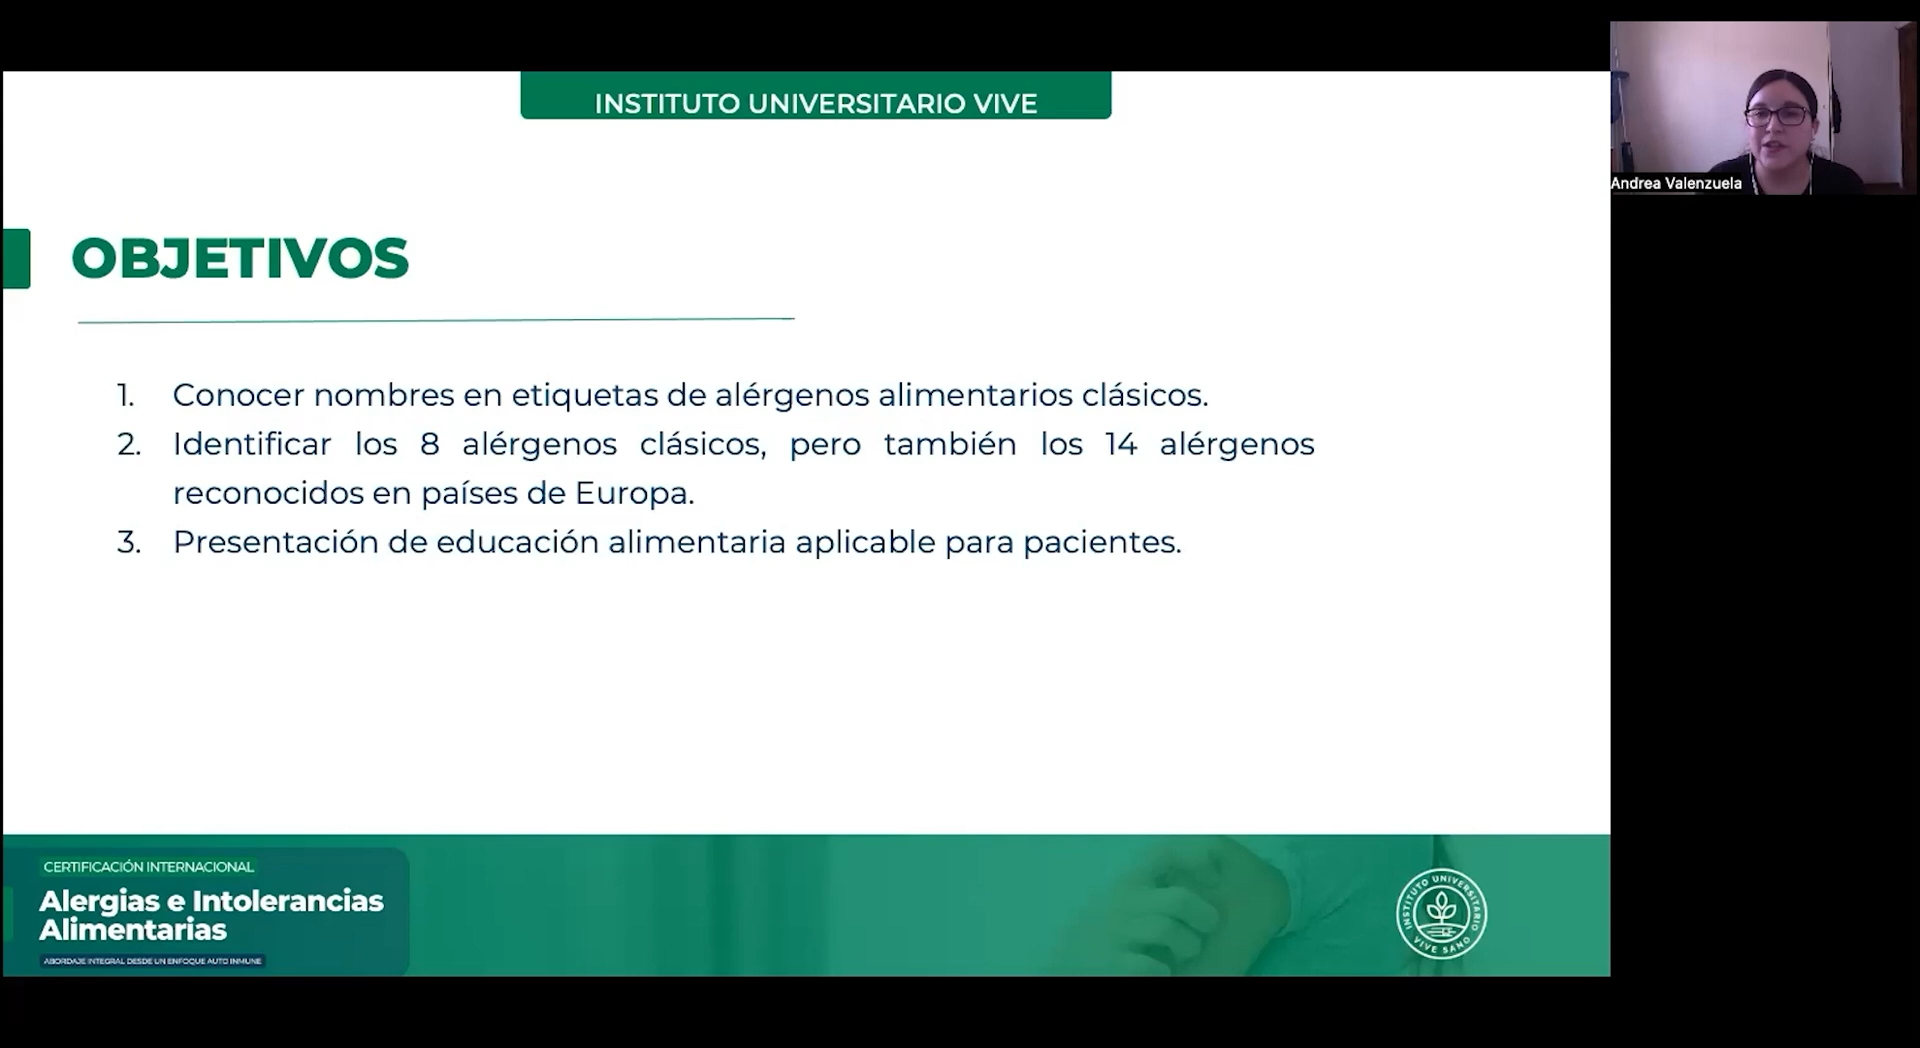 INSTITUTO UNIVERSITARIO VIVE
Andrea Valenzuela
OBJETIVOS
1. Conocer nombres en etiquetas de alérgenos alimentarios clásicos.
2. Identificar los 8 alérgenos clásicos, pero también los 14 alérgenos
reconocidos en países de Europa.
3. Presentación de educación alimentaria aplicable para pacientes.
CERTIFICACIÓN INTERNACIONAL
Alergias e Intolerancias
Alimentarias
ABORDAJE INTEGRAL DESDE UN ENFOQUE AUTO INMUNE
INSTITUTO UNIVERSITARIO
VIVE SANO